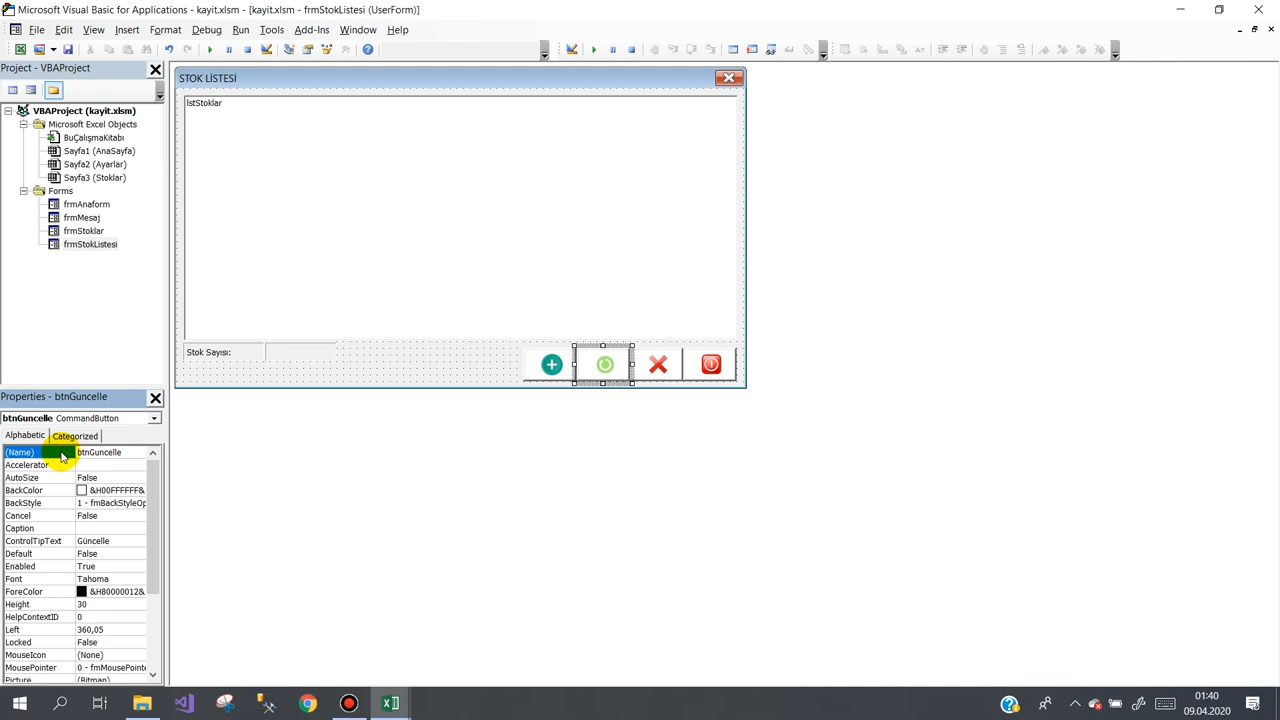 Microsoft Visual Basic for Applications - kayit.xlsm - [kayit.xlsm - frmStokListesi (UserForm)]
File Edit View Insert Format Debug Run Tools Add-Ins Window Help
Project - VBAProject
VBAProject (kayit.xlsm)
Microsoft Excel Objects
BuÇalışmaKitabı
Sayfa1 (AnaSayfa)
Sayfa2 (Ayarlar)
Sayfa3 (Stoklar)
Forms
frmAnaform
frmMesaj
frmStoklar
frmStokListesi
STOK LİSTESİ
lstStoklar
Stok Sayısı:
Properties - btnGuncelle
btnGuncelle CommandButton
Alphabetic Categorized
(Name) btnGuncelle
Accelerator
AutoSize False
BackColor &H00FFFFFF&
BackStyle 1 - fmBackStyleOp
Cancel False
Caption
ControlTipText Güncelle
Default False
Enabled True
Font Tahoma
ForeColor &H80000012&
Height 30
HelpContextID 0
Left 360,05
Locked False
MouseIcon (None)
MousePointer 0 - fmMousePointe
Picture (Bitmap)
01:40
09.04.2020